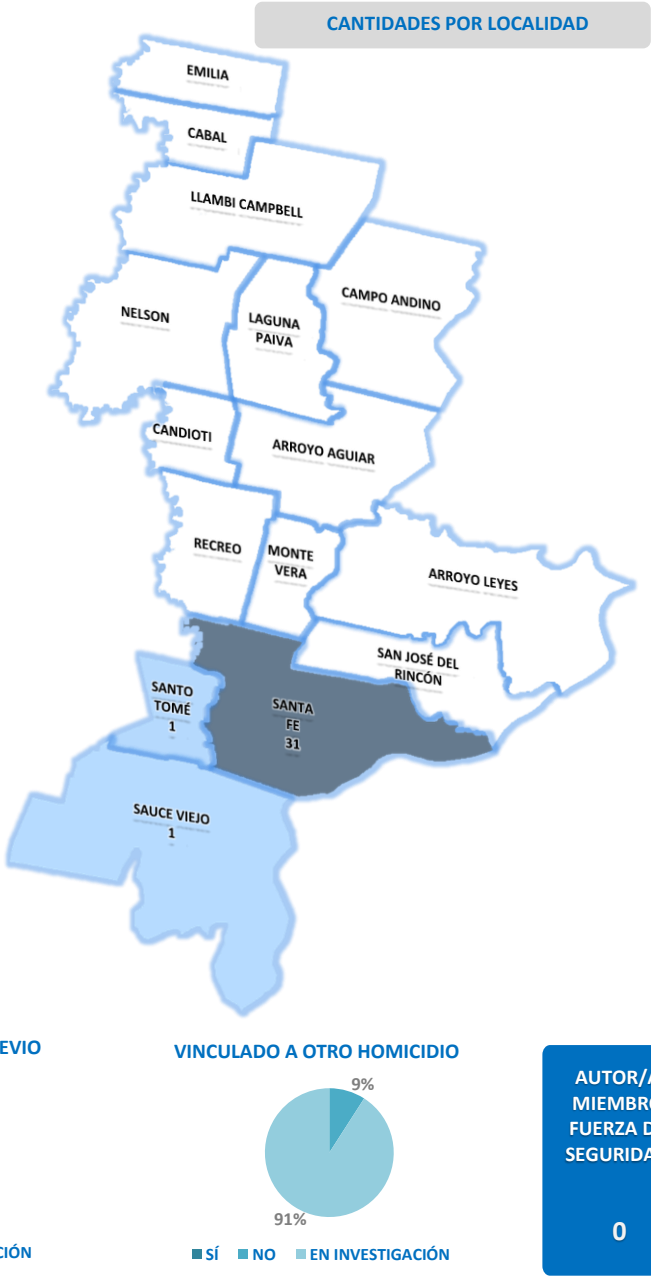 CANTIDADES POR LOCALIDAD
EMILIA
CABAL
LLAMBI CAMPBELL
CAMPO ANDINO
NELSON
LAGUNA
PAIVA
CANDIOTI
ARROYO AGUIAR
RECREO
MONTE
VERA
ARROYO LEYES
SAN JOSÉ DEL
RINCÓN
SANTO
TOMÉ
1
SANTA
FE
31
SAUCE VIEJO
1
EVIO
CIÓN
VINCULADO A OTRO HOMICIDIO
9%
91%
SÍ NO EN INVESTIGACIÓN
AUTOR/A
MIEMBRO
FUERZA D
SEGURIDA
0